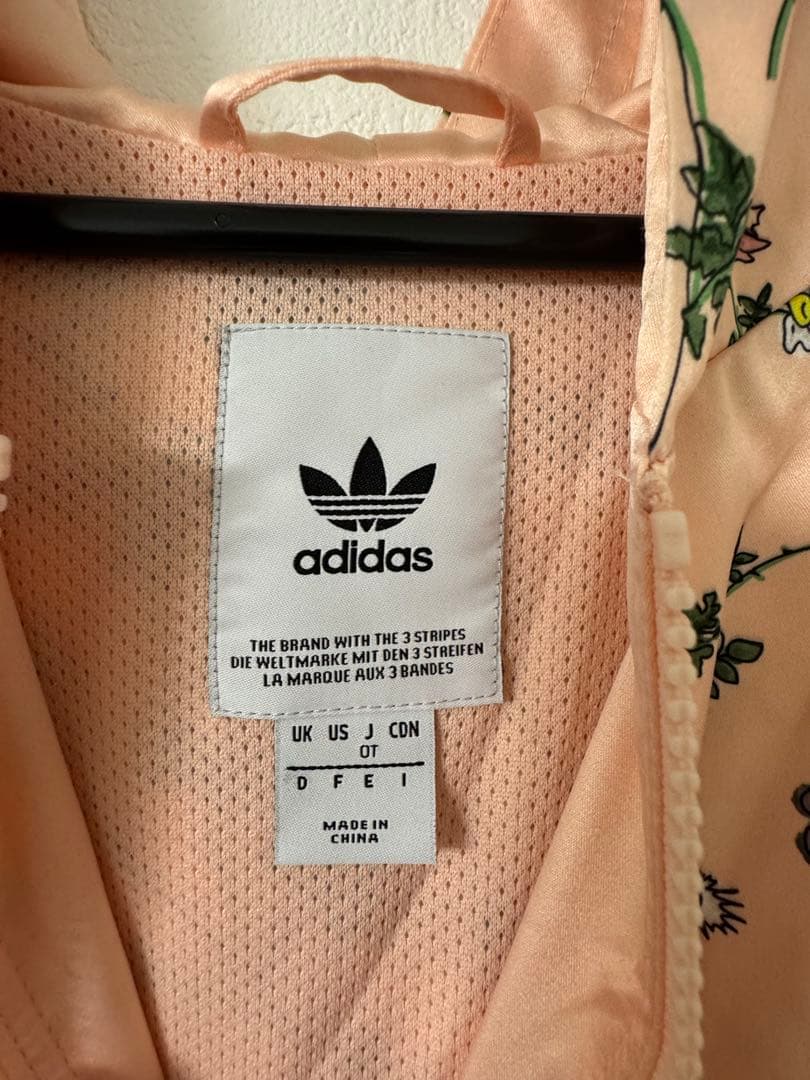 adidas
THE BRAND WITH THE 3 STRIPES
DIE WELTMARKE MIT DEN 3 STREIFEN
LA MARQUE AUX 3 BANDES
UK US J CDN
OT
D F E I
MADE IN
CHINA